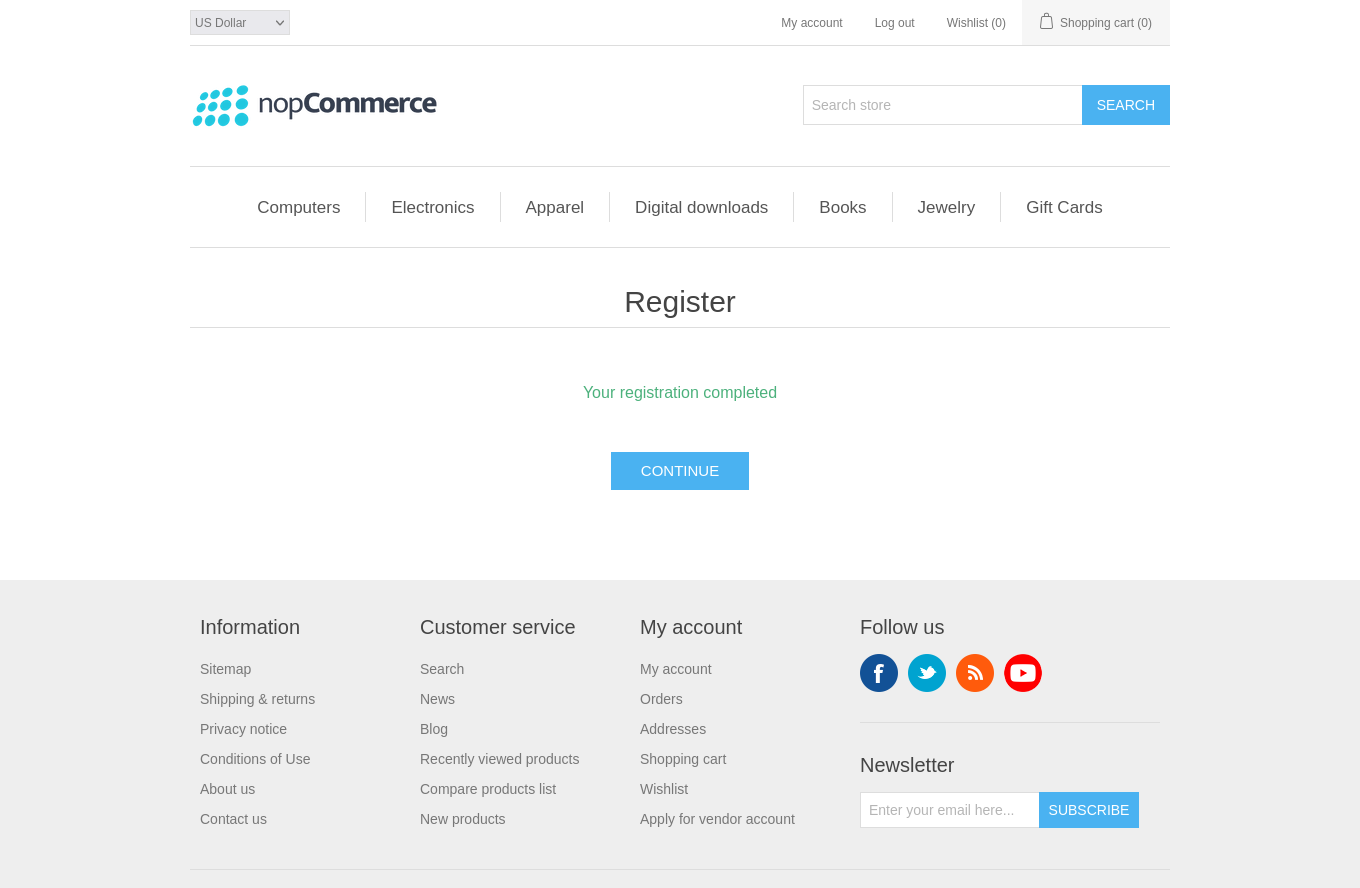 US Dollar
My account
Log out
Wishlist (0)
Shopping cart (0)
nopCommerce
Search store
SEARCH
Computers
Electronics
Apparel
Digital downloads
Books
Jewelry
Gift Cards
Register
Your registration completed
CONTINUE
Information
Sitemap
Shipping & returns
Privacy notice
Conditions of Use
About us
Contact us
Customer service
Search
News
Blog
Recently viewed products
Compare products list
New products
My account
My account
Orders
Addresses
Shopping cart
Wishlist
Apply for vendor account
Follow us
f
Newsletter
Enter your email here...
SUBSCRIBE